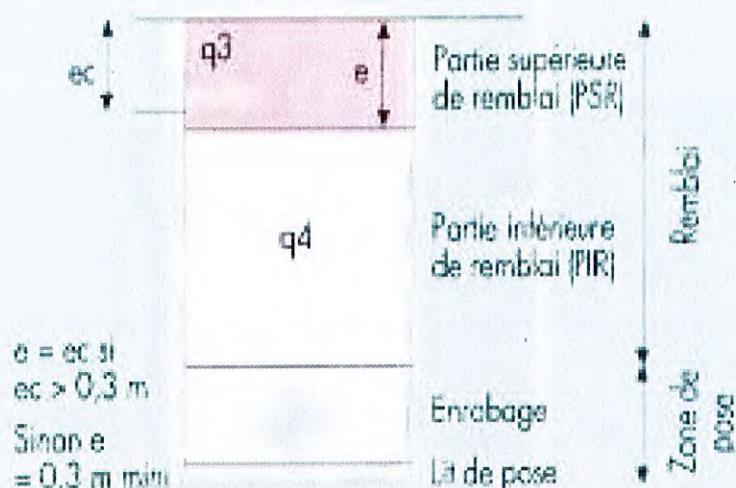 ec
q3
e
Partie supérieure
de remblai (PSR)
q4
Partie inférieure
de remblai (PIR)
Remblai
e = ec si
ec > 0,3 m
Sinon e
= 0,3 m mini
Enrobage
Lit de pose
Zone de
pose